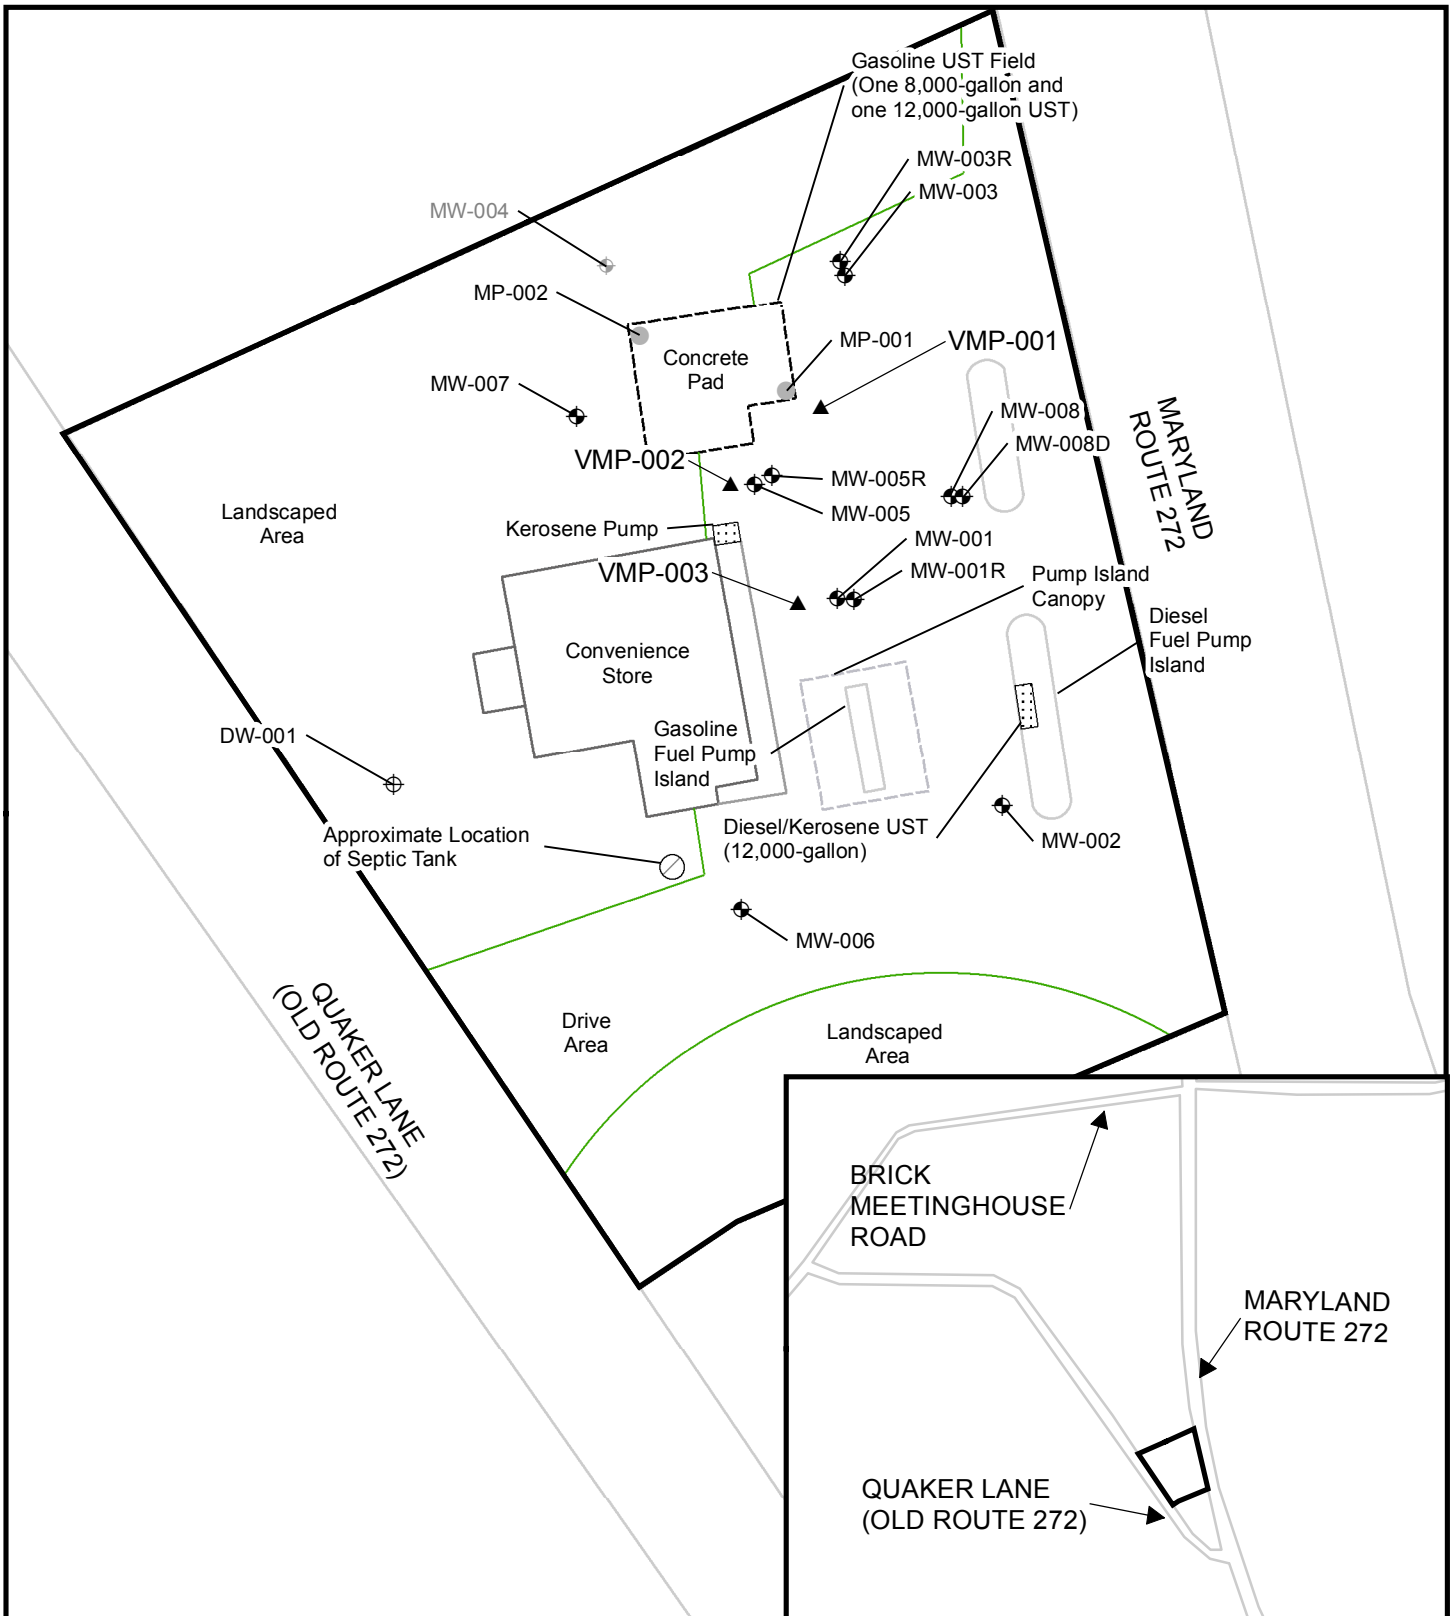 Gasoline UST Field
(One 8,000-gallon and
one 12,000-gallon UST)
MW-003R
MW-003
MW-004
MP-002
MP-001
VMP-001
Concrete
Pad
MW-007
MW-008
MW-008D
MARYLAND
ROUTE 272
VMP-002
MW-005R
MW-005
Landscaped
Area
Kerosene Pump
MW-001
MW-001R
VMP-003
Pump Island
Canopy
Diesel
Fuel Pump
Island
Convenience
Store
DW-001
Gasoline
Fuel Pump
Island
Diesel/Kerosene UST
(12,000-gallon)
MW-002
Approximate Location
of Septic Tank
MW-006
QUAKER LANE
(OLD ROUTE 272)
Drive
Area
Landscaped
Area
BRICK
MEETINGHOUSE
ROAD
MARYLAND
ROUTE 272
QUAKER LANE
(OLD ROUTE 272)